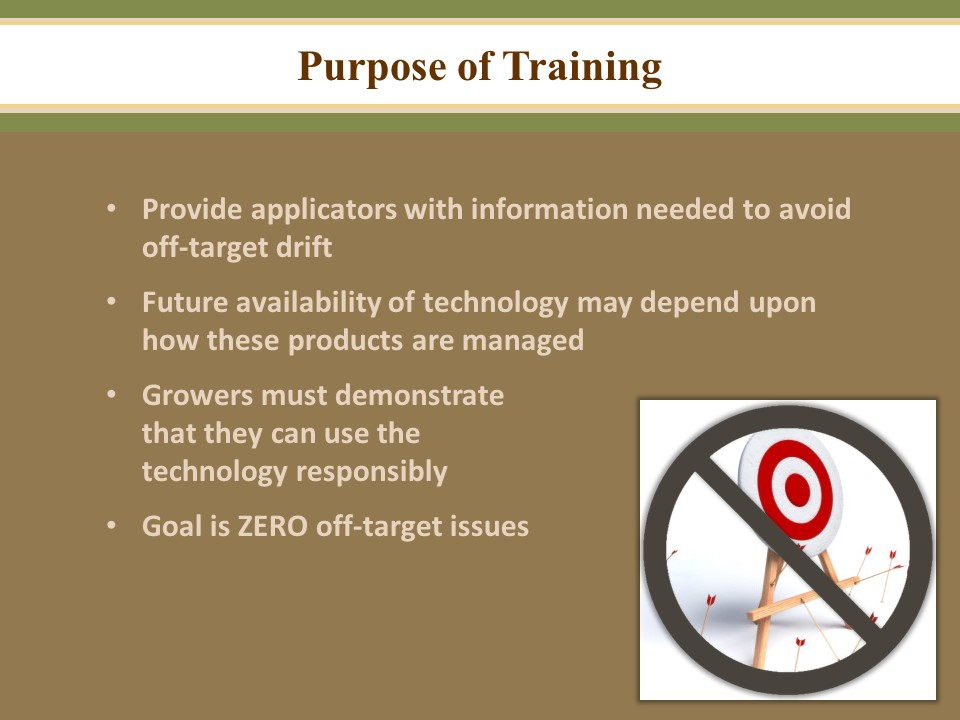 Purpose of Training
• Provide applicators with information needed to avoid
off-target drift
• Future availability of technology may depend upon
how these products are managed
• Growers must demonstrate
that they can use the
technology responsibly
• Goal is ZERO off-target issues